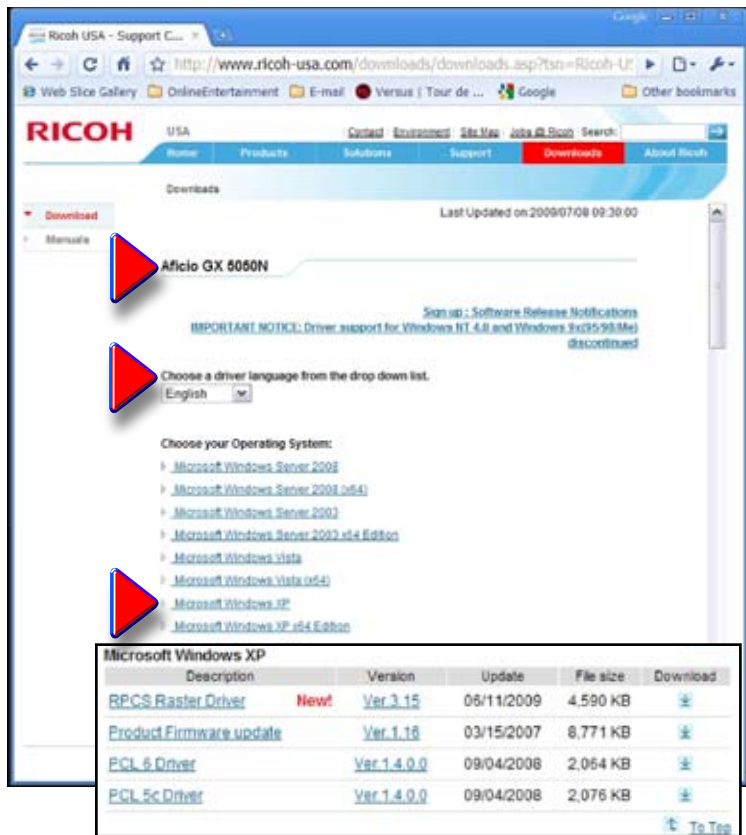 Google
Ricoh USA - Support C...
http://www.ricoh-usa.com/downloads/downloads.asp?tsn=Ricoh-U
Web Slice Gallery OnlineEntertainment E-mail Versus | Tour de ... Google Other bookmarks
RICOH USA Contact Environment Site Map Jobs @ Ricoh Search:
Home Products Solutions Support Downloads About Ricoh
Downloads
Download
Last Updated on 2009/07/08 09:30:00
Manuals
Aficio GX 5050N
Sign up : Software Release Notifications
IMPORTANT NOTICE: Driver support for Windows NT 4.0 and Windows 9x(95/98/Me)
discontinued
Choose a driver language from the drop down list.
English
Choose your Operating System:
Microsoft Windows Server 2008
Microsoft Windows Server 2008 (x64)
Microsoft Windows Server 2003
Microsoft Windows Server 2003 x64 Edition
Microsoft Windows Vista
Microsoft Windows Vista (x64)
Microsoft Windows XP
Microsoft Windows XP x64 Edition
Microsoft Windows XP
Description Version Update File size Download
RPCS Raster Driver New! Ver.3.15 06/11/2009 4,590 KB
Product Firmware update Ver.1.16 03/15/2007 8,771 KB
PCL 6 Driver Ver.1.4.0.0 09/04/2008 2,064 KB
PCL 5c Driver Ver.1.4.0.0 09/04/2008 2,076 KB
To Top